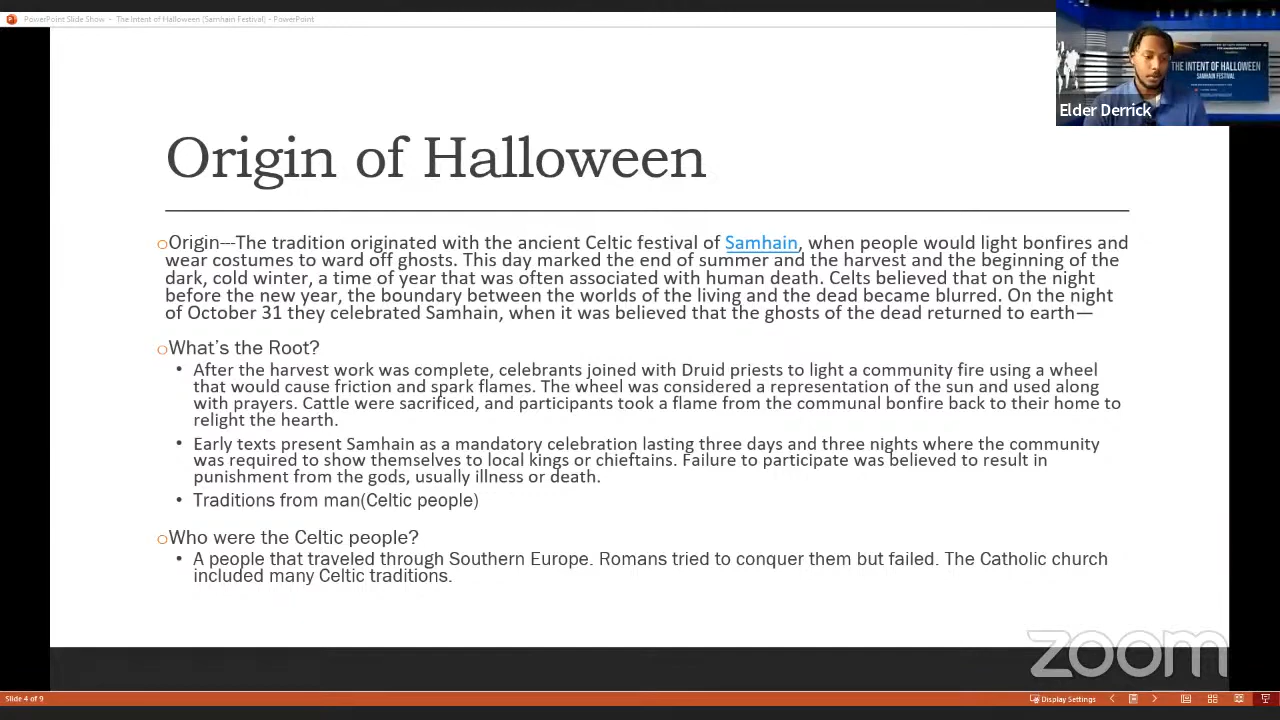 PowerPoint Slide Show - The Intent of Halloween (Samhain Festival) - PowerPoint
THE INTENT OF HALLOWEEN
SAMHAIN FESTIVAL
Elder Derrick
Origin of Halloween
Origin---The tradition originated with the ancient Celtic festival of Samhain, when people would light bonfires and
wear costumes to ward off ghosts. This day marked the end of summer and the harvest and the beginning of the
dark, cold winter, a time of year that was often associated with human death. Celts believed that on the night
before the new year, the boundary between the worlds of the living and the dead became blurred. On the night
of October 31 they celebrated Samhain, when it was believed that the ghosts of the dead returned to earth—
What's the Root?
• After the harvest work was complete, celebrants joined with Druid priests to light a community fire using a wheel
that would cause friction and spark flames. The wheel was considered a representation of the sun and used along
with prayers. Cattle were sacrificed, and participants took a flame from the communal bonfire back to their home to
relight the hearth.
• Early texts present Samhain as a mandatory celebration lasting three days and three nights where the community
was required to show themselves to local kings or chieftains. Failure to participate was believed to result in
punishment from the gods, usually illness or death.
• Traditions from man(Celtic people)
Who were the Celtic people?
• A people that traveled through Southern Europe. Romans tried to conquer them but failed. The Catholic church
included many Celtic traditions.
zoom
Slide 4 of 9
Display Settings